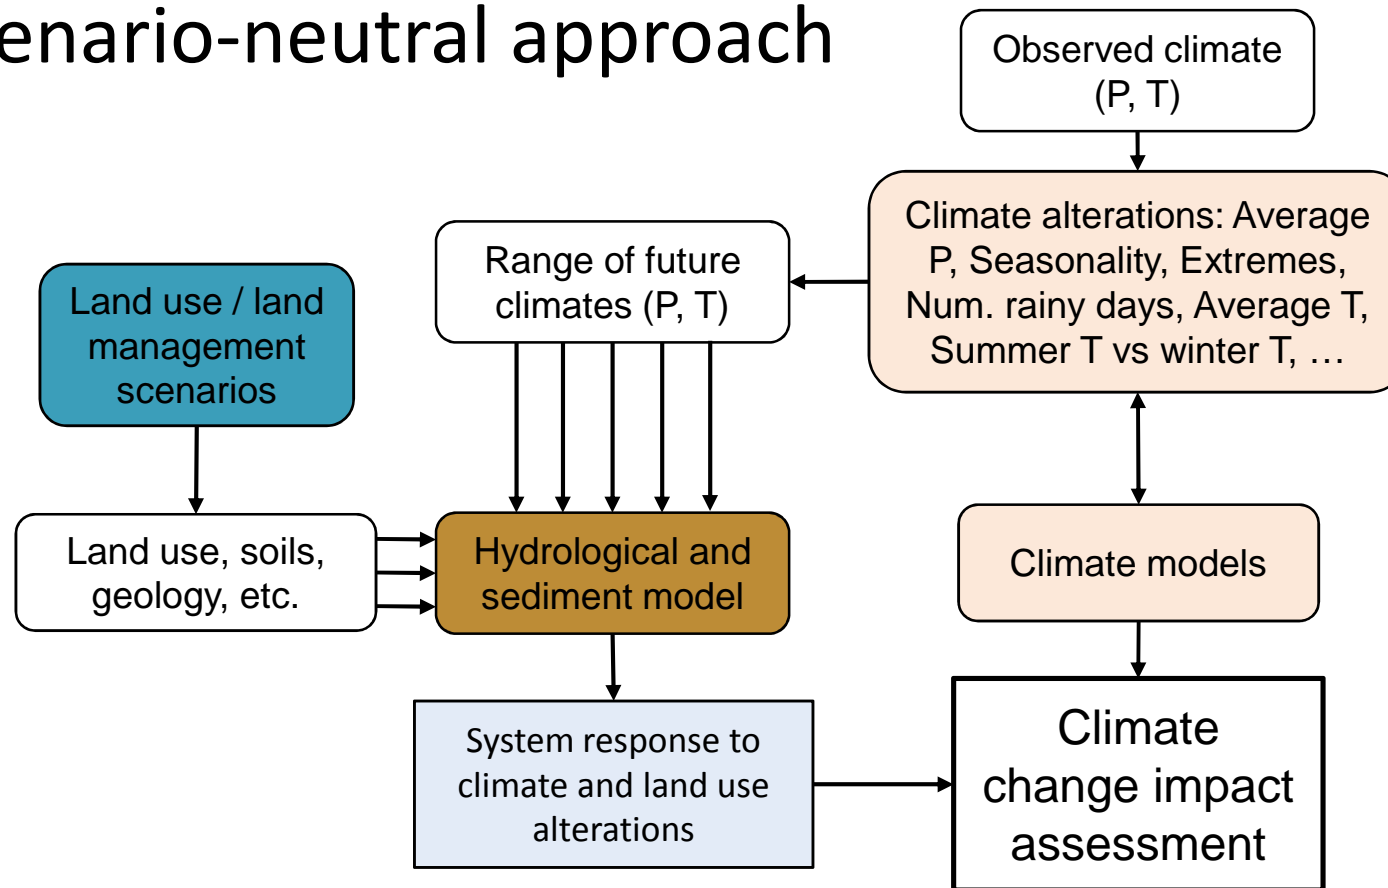 enario-neutral approach
Observed climate
(P, T)
Climate alterations: Average
P, Seasonality, Extremes,
Num. rainy days, Average T,
Summer T vs winter T, …
Range of future
climates (P, T)
Land use / land
management
scenarios
Land use, soils,
geology, etc.
Hydrological and
sediment model
Climate models
System response to
climate and land use
alterations
Climate
change impact
assessment